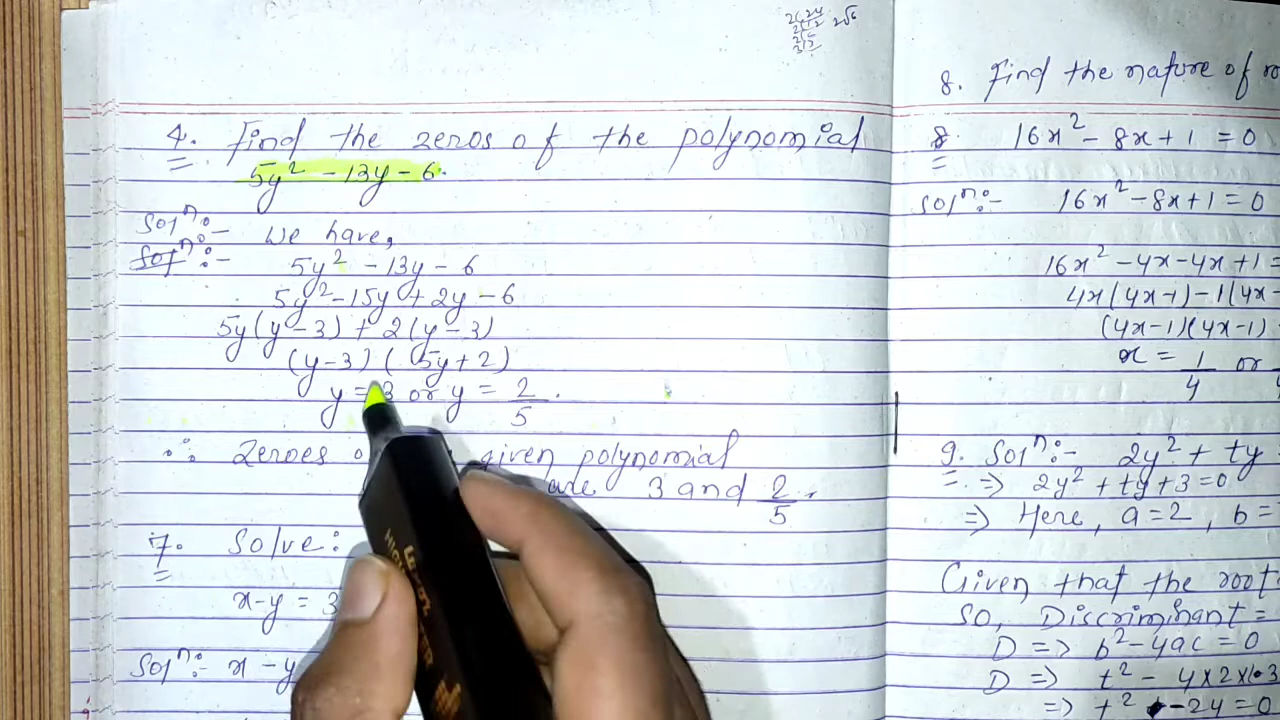 4. Find the zeros of the polynomial
5y² - 13y - 6.
Solⁿ:- We have,
Solⁿ:-
5y² - 13y - 6
5y² - 15y + 2y - 6
5y(y-3) + 2(y-3)
(y-3)(5y+2)
y = 3 or y = 2/5.
∴ Zeroes given polynomial
are 3 and 2/5.
7. Solve:
x-y = 3
Solⁿ:- x - y
2√6
8. Find the nature of
8. 16x² - 8x + 1 = 0
Solⁿ:- 16x² - 8x + 1 = 0
16x² - 4x - 4x + 1 =
4x(4x-1) - 1(4x-
(4x-1)(4x-1)
x = 1/4 or
9. Solⁿ:- 2y² + ty
=> 2y² + ty + 3 = 0
=> Here, a = 2, b =
Given that the root
So, Discriminant =
D => b² - 4ac = 0
D => t² - 4×2×3
=> t² - 24 = 0